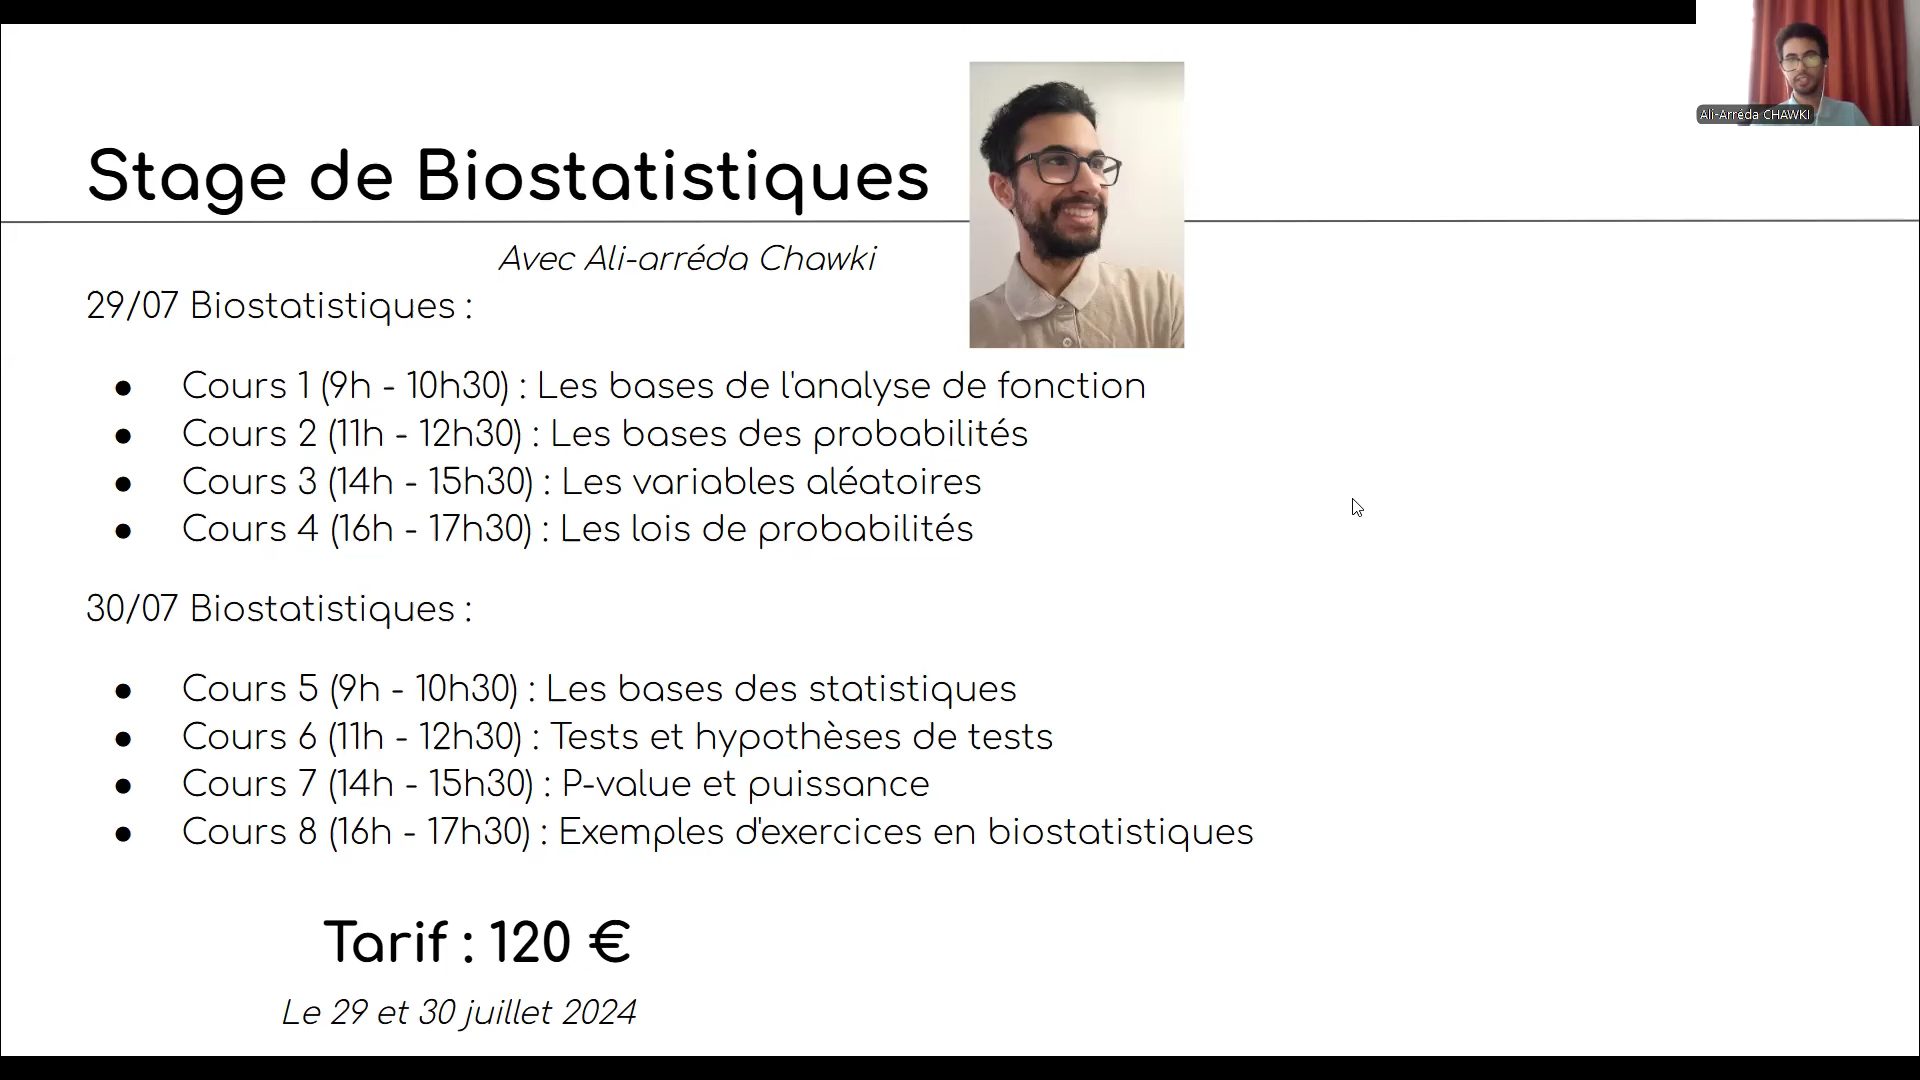 Ali-Arréda CHAWKI
Stage de Biostatistiques
Avec Ali-arréda Chawki
29/07 Biostatistiques :
● Cours 1 (9h - 10h30) : Les bases de l'analyse de fonction
● Cours 2 (11h - 12h30) : Les bases des probabilités
● Cours 3 (14h - 15h30) : Les variables aléatoires
● Cours 4 (16h - 17h30) : Les lois de probabilités
30/07 Biostatistiques :
● Cours 5 (9h - 10h30) : Les bases des statistiques
● Cours 6 (11h - 12h30) : Tests et hypothèses de tests
● Cours 7 (14h - 15h30) : P-value et puissance
● Cours 8 (16h - 17h30) : Exemples d'exercices en biostatistiques
Tarif : 120 €
Le 29 et 30 juillet 2024